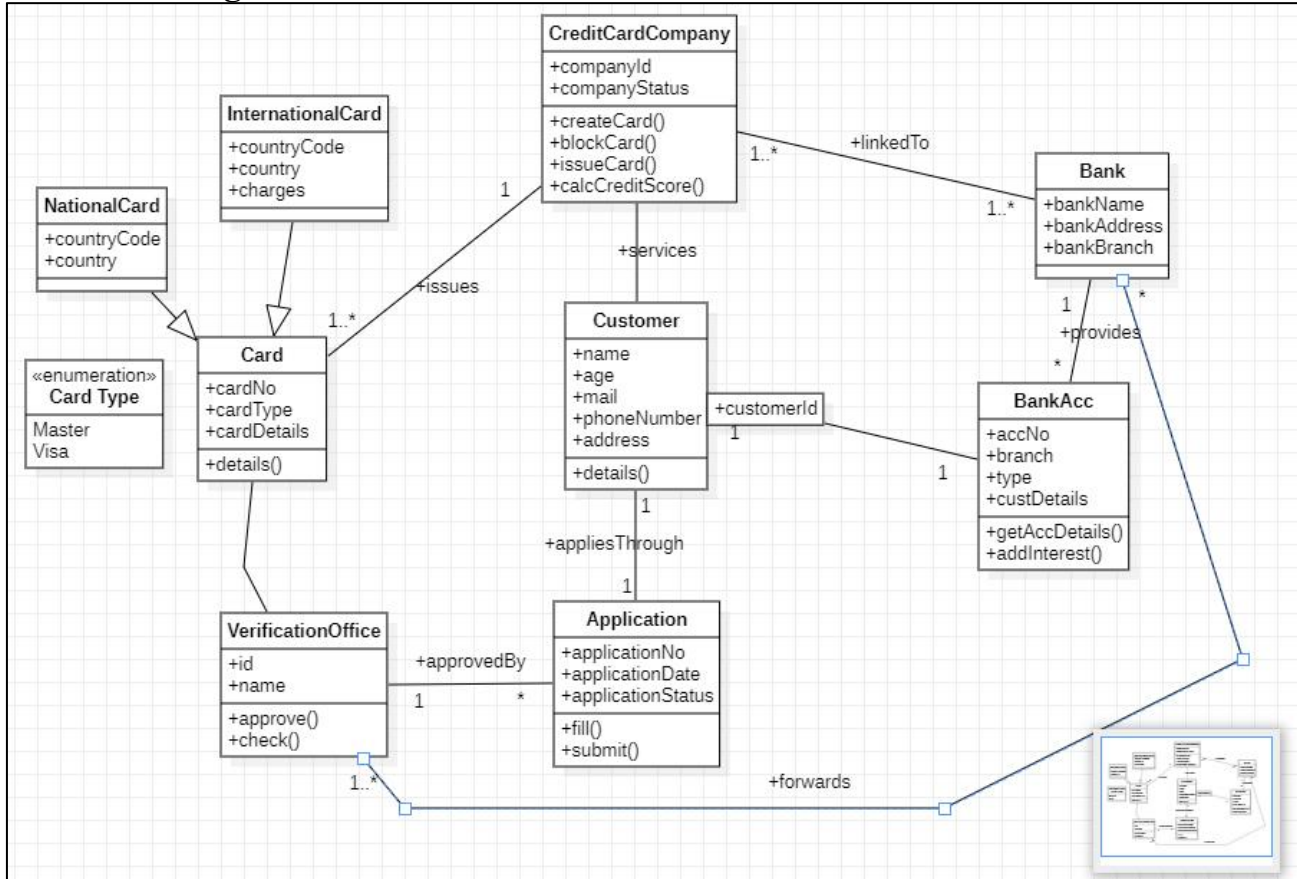 CreditCardCompany
+companyId
+companyStatus
+createCard()
+blockCard()
+issueCard()
+calcCreditScore()
InternationalCard
+countryCode
+country
+charges
NationalCard
+countryCode
+country
1
+issues
1..*
+services
1..*
+linkedTo
1..*
Bank
+bankName
+bankAddress
+bankBranch
1
*
+provides
*
«enumeration»
Card Type
Master
Visa
Card
+cardNo
+cardType
+cardDetails
+details()
Customer
+name
+age
+mail
+phoneNumber
+address
+details()
+customerId
1
1
BankAcc
+accNo
+branch
+type
+custDetails
+getAccDetails()
+addInterest()
1
+appliesThrough
1
VerificationOffice
+id
+name
+approve()
+check()
+approvedBy
1
*
Application
+applicationNo
+applicationDate
+applicationStatus
+fill()
+submit()
1..*
+forwards